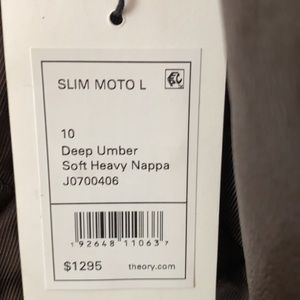 SLIM MOTO L
10
Deep Umber
Soft Heavy Nappa
J0700406
1 92648 11063 7
$1295 theory.com